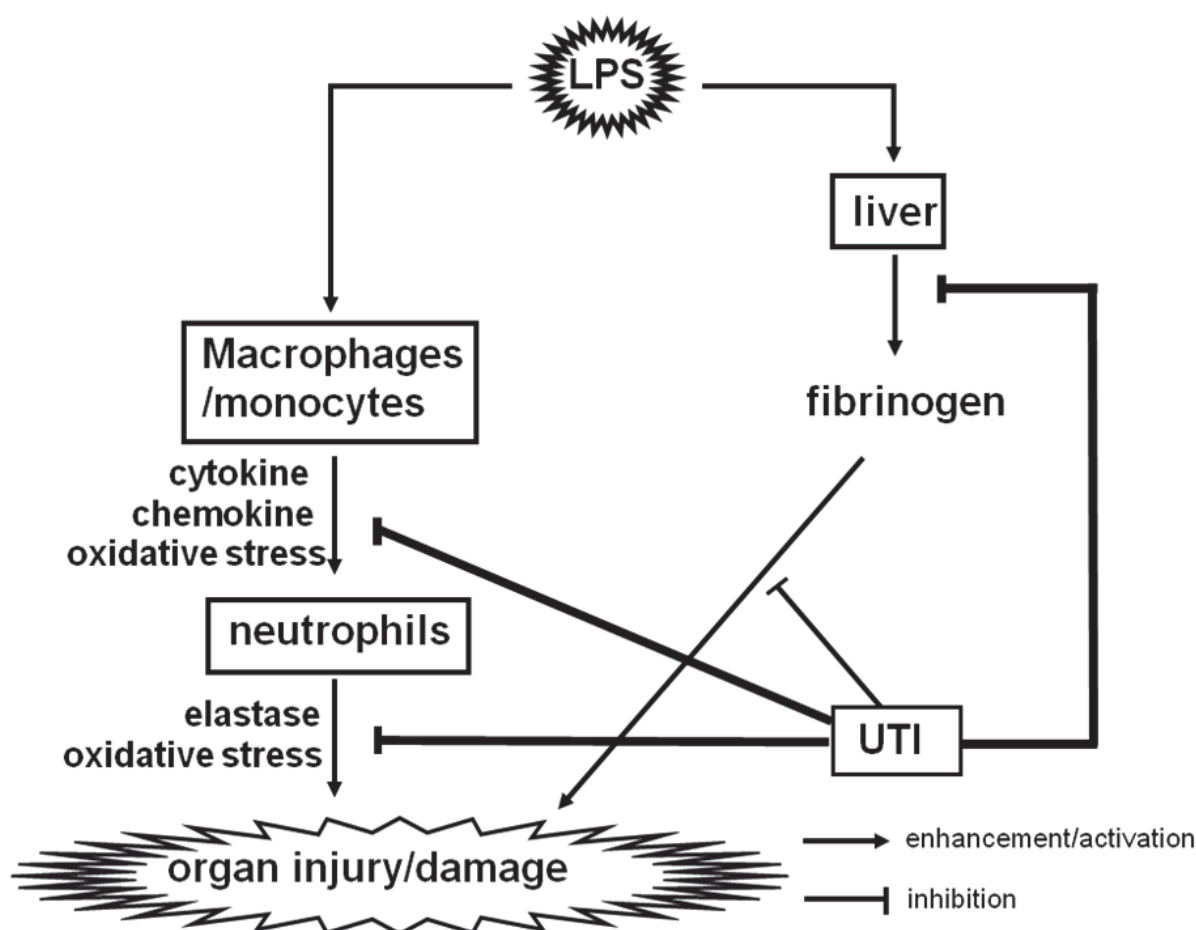 LPS
liver
Macrophages
/monocytes
fibrinogen
cytokine
chemokine
oxidative stress
neutrophils
elastase
oxidative stress
UTI
organ injury/damage
enhancement/activation
inhibition